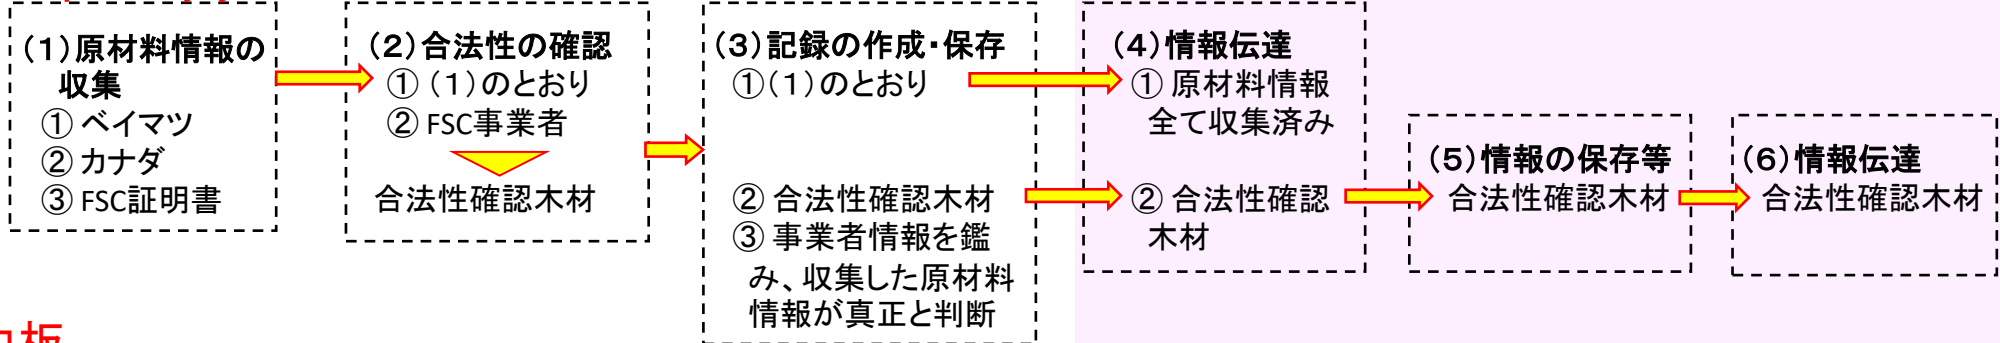 (1)原材料情報の
収集
① ベイマツ
② カナダ
③ FSC証明書
(2)合法性の確認
① (1)のとおり
② FSC事業者
合法性確認木材
(3)記録の作成・保存
①(1)のとおり
② 合法性確認木材
③ 事業者情報を鑑
み、収集した原材料
情報が真正と判断
(4)情報伝達
① 原材料情報
全て収集済み
② 合法性確認
木材
(5)情報の保存等
合法性確認木材
(6)情報伝達
合法性確認木材